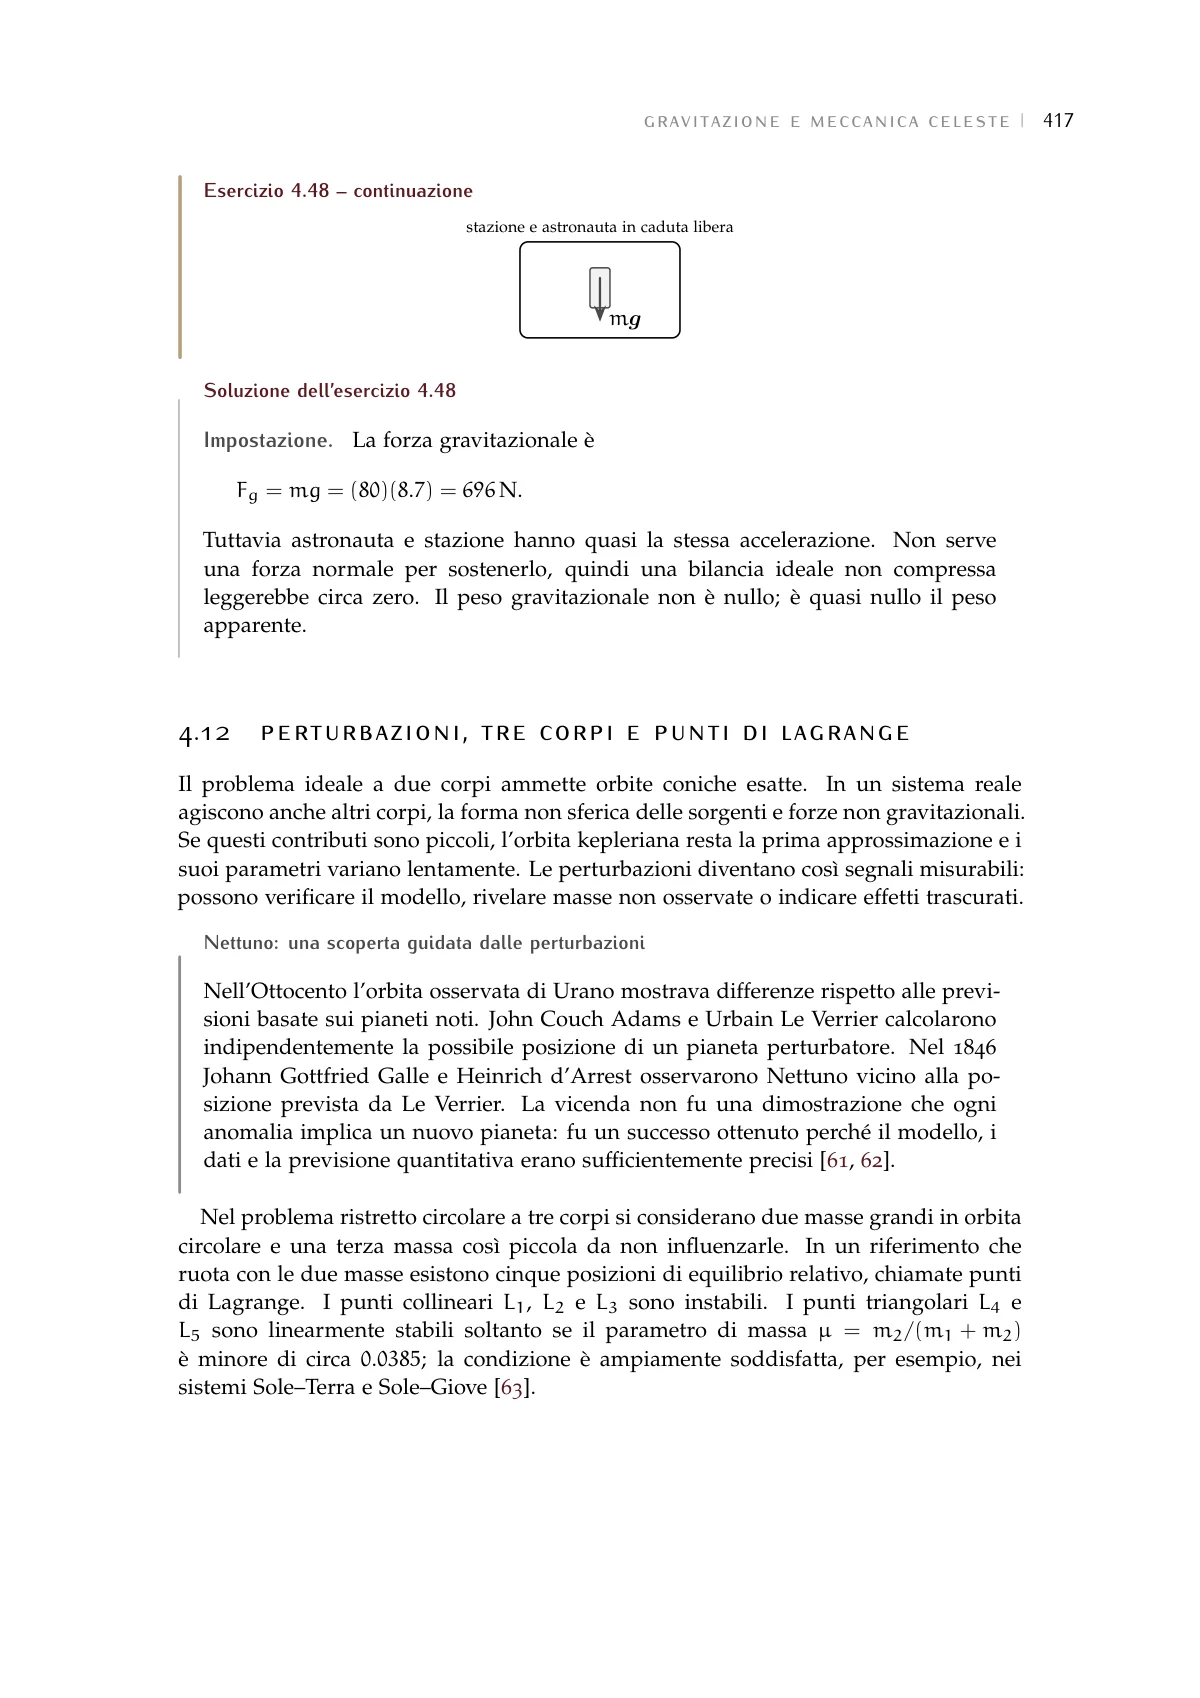 GRAVITAZIONE E MECCANICA CELESTE | 417
Esercizio 4.48 – continuazione
stazione e astronauta in caduta libera
mg
Soluzione dell'esercizio 4.48
Impostazione. La forza gravitazionale è
Fg = mg = (80)(8.7) = 696 N.
Tuttavia astronauta e stazione hanno quasi la stessa accelerazione. Non serve
una forza normale per sostenerlo, quindi una bilancia ideale non compressa
leggerebbe circa zero. Il peso gravitazionale non è nullo; è quasi nullo il peso
apparente.
4.12 PERTURBAZIONI, TRE CORPI E PUNTI DI LAGRANGE
Il problema ideale a due corpi ammette orbite coniche esatte. In un sistema reale
agiscono anche altri corpi, la forma non sferica delle sorgenti e forze non gravitazionali.
Se questi contributi sono piccoli, l'orbita kepleriana resta la prima approssimazione e i
suoi parametri variano lentamente. Le perturbazioni diventano così segnali misurabili:
possono verificare il modello, rivelare masse non osservate o indicare effetti trascurati.
Nettuno: una scoperta guidata dalle perturbazioni
Nell'Ottocento l'orbita osservata di Urano mostrava differenze rispetto alle previ-
sioni basate sui pianeti noti. John Couch Adams e Urbain Le Verrier calcolarono
indipendentemente la possibile posizione di un pianeta perturbatore. Nel 1846
Johann Gottfried Galle e Heinrich d'Arrest osservarono Nettuno vicino alla po-
sizione prevista da Le Verrier. La vicenda non fu una dimostrazione che ogni
anomalia implica un nuovo pianeta: fu un successo ottenuto perché il modello, i
dati e la previsione quantitativa erano sufficientemente precisi [61, 62].
Nel problema ristretto circolare a tre corpi si considerano due masse grandi in orbita
circolare e una terza massa così piccola da non influenzarle. In un riferimento che
ruota con le due masse esistono cinque posizioni di equilibrio relativo, chiamate punti
di Lagrange. I punti collineari L₁, L₂ e L₃ sono instabili. I punti triangolari L₄ e
L₅ sono linearmente stabili soltanto se il parametro di massa μ = m₂/(m₁ + m₂)
è minore di circa 0.0385; la condizione è ampiamente soddisfatta, per esempio, nei
sistemi Sole–Terra e Sole–Giove [63].